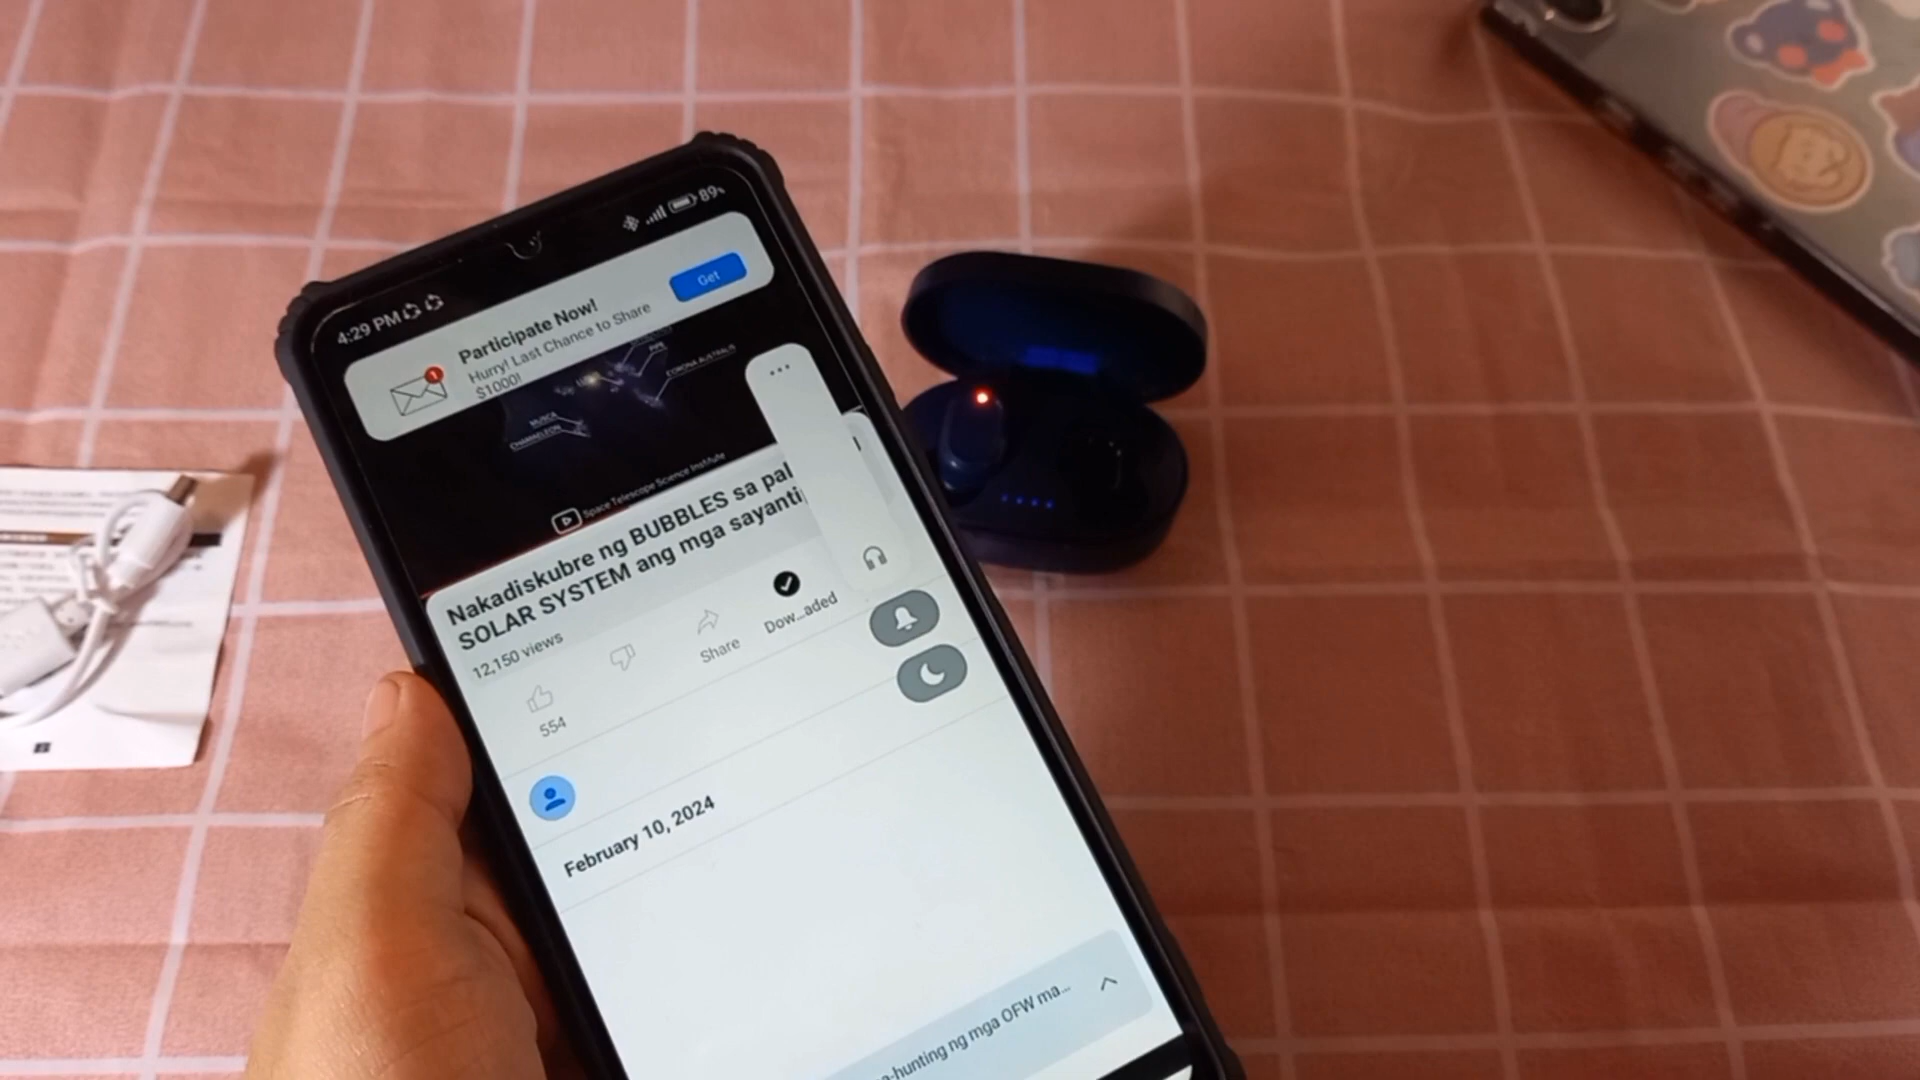 4:29 PM
89%
Participate Now!
Hurry! Last Chance to Share
$1000!
Get
PIPE
CORONA AUSTRALIS
MUSCA
CHAMAELEON
Space Telescope Science Institute
Nakadiskubre ng BUBBLES sa pal
SOLAR SYSTEM ang mga sayanti
12,150 views
554
Share
Dow...aded
February 10, 2024
-hunting ng mga OFW ma...